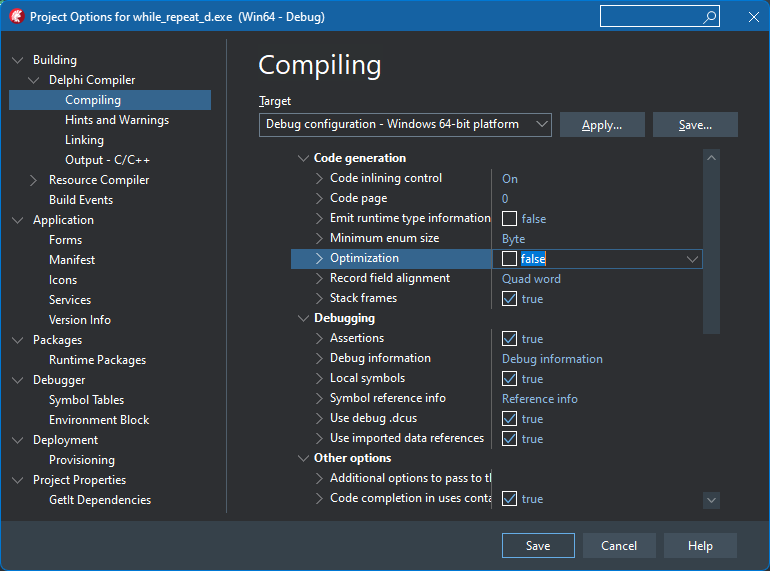 Project Options for while_repeat_d.exe (Win64 - Debug)
Building
Delphi Compiler
Compiling
Hints and Warnings
Linking
Output - C/C++
Resource Compiler
Build Events
Application
Forms
Manifest
Icons
Services
Version Info
Packages
Runtime Packages
Debugger
Symbol Tables
Environment Block
Deployment
Provisioning
Project Properties
GetIt Dependencies
Compiling
Target
Debug configuration - Windows 64-bit platform
Apply...
Save...
Code generation
Code inlining control On
Code page 0
Emit runtime type information false
Minimum enum size Byte
Optimization false
Record field alignment Quad word
Stack frames true
Debugging
Assertions true
Debug information Debug information
Local symbols true
Symbol reference info Reference info
Use debug .dcus true
Use imported data references true
Other options
Additional options to pass to
Code completion in uses true
Save
Cancel
Help